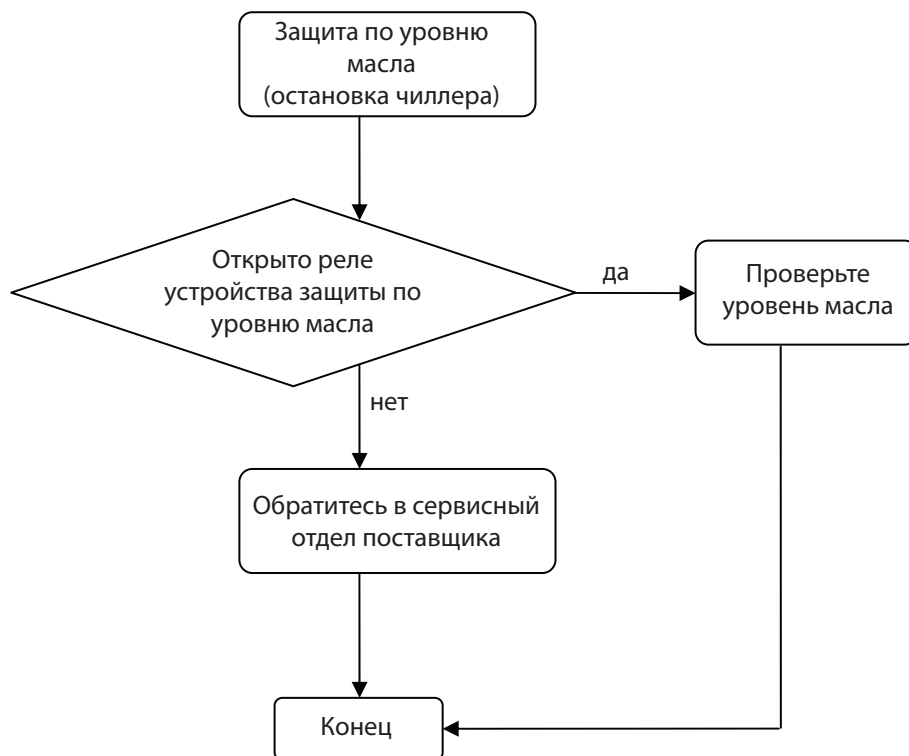 Защита по уровню
масла
(остановка чиллера)
Открыто реле
устройства защиты по
уровню масла
да
Проверьте
уровень масла
нет
Обратитесь в сервисный
отдел поставщика
Конец